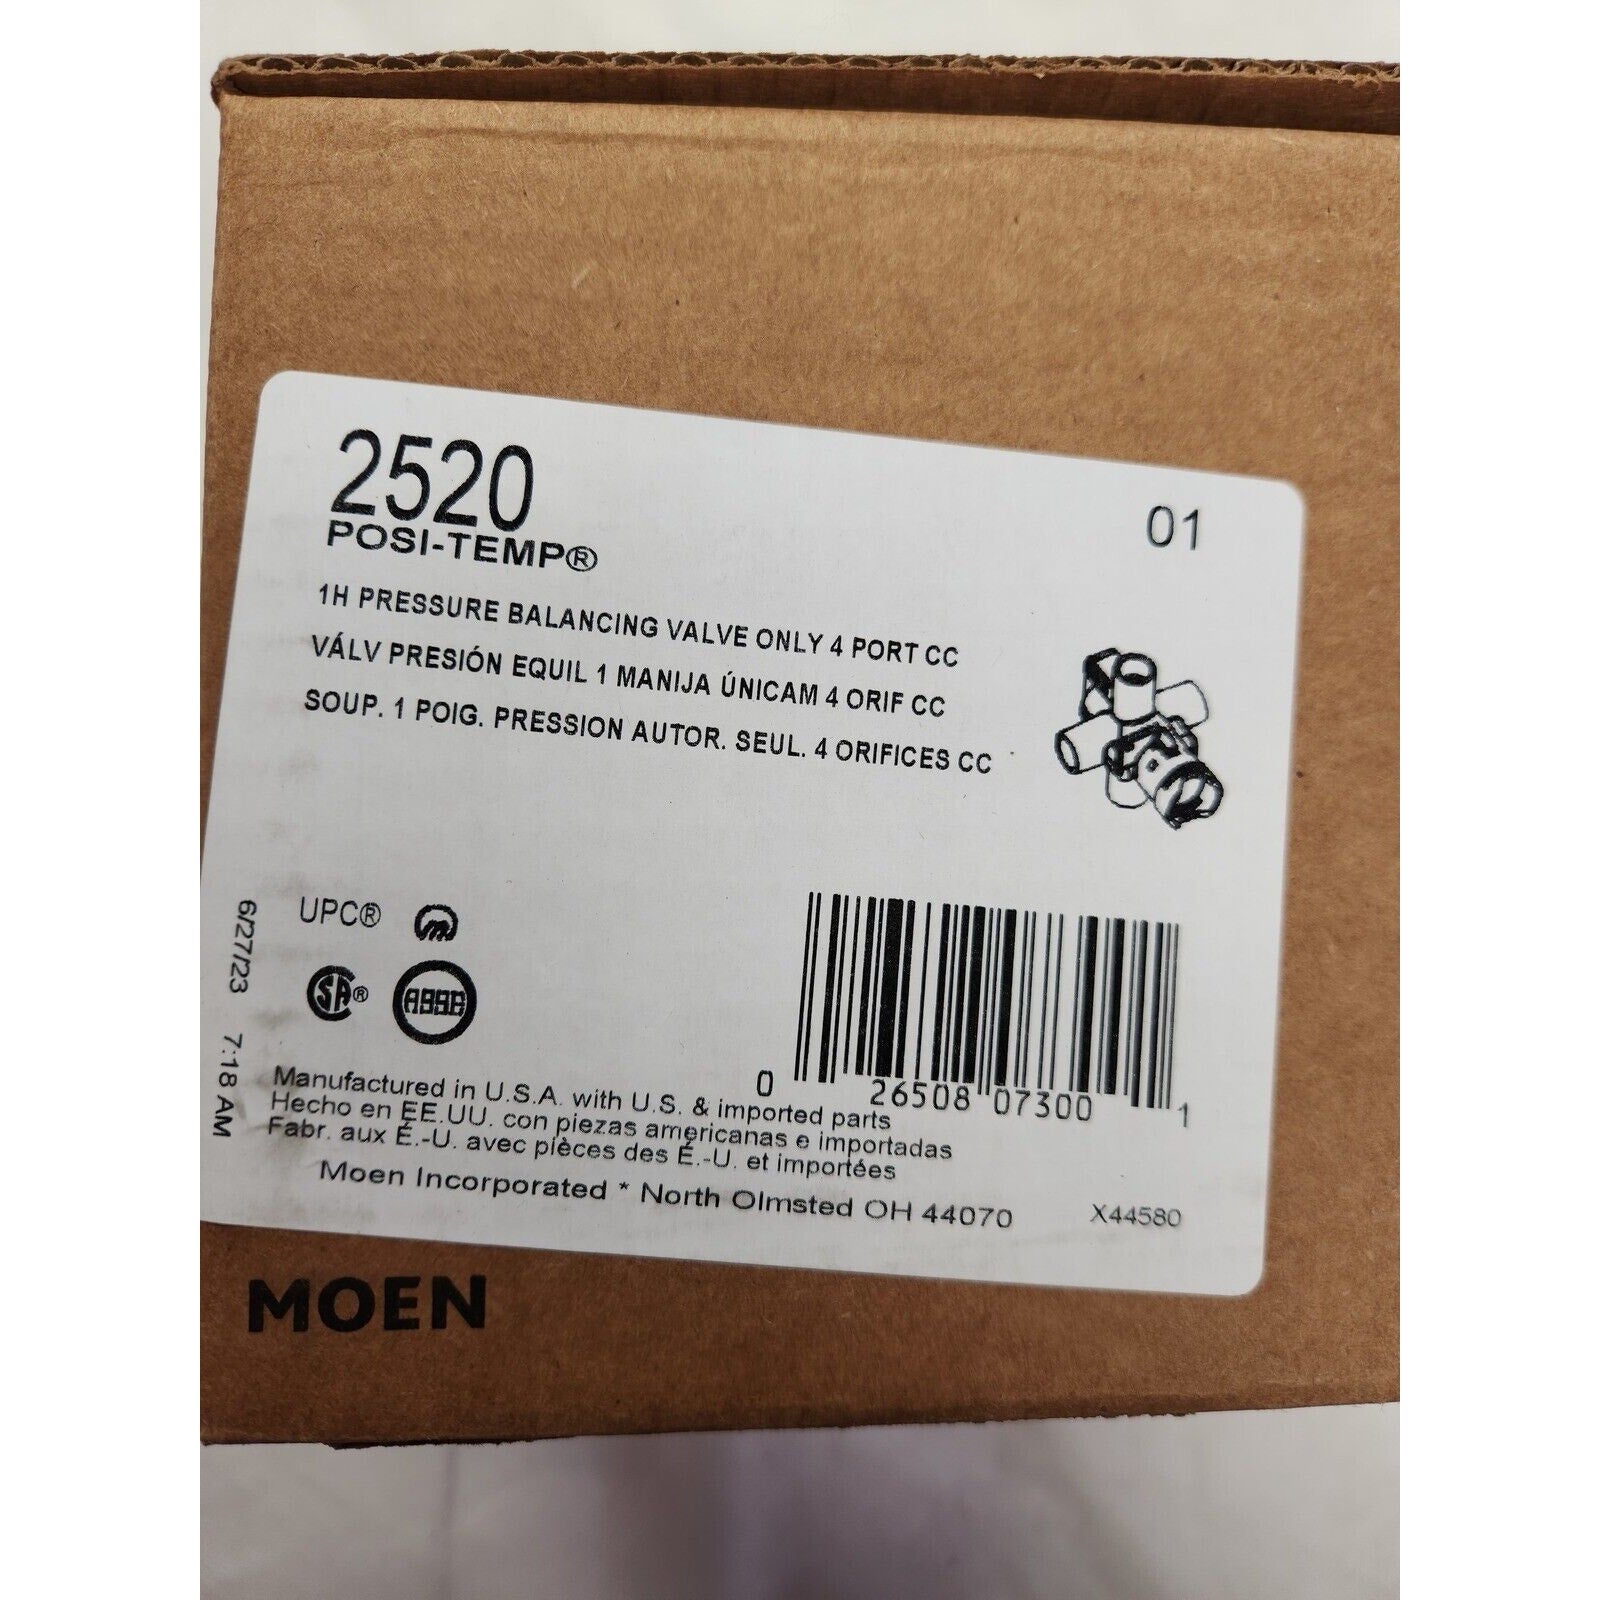 2520
01
POSI-TEMP®
1H PRESSURE BALANCING VALVE ONLY 4 PORT CC
VÁLV PRESIÓN EQUIL 1 MANIJA ÚNICAM 4 ORIF CC
SOUP. 1 POIG. PRESSION AUTOR. SEUL. 4 ORIFICES CC
6/27/23 7:18 AM
UPC®
SA®
ASSE
0 26508 07300 1
Manufactured in U.S.A. with U.S. & imported parts
Hecho en EE.UU. con piezas americanas e importadas
Fabr. aux É.-U. avec pièces des É.-U. et importées
Moen Incorporated * North Olmsted OH 44070
X44580
MOEN